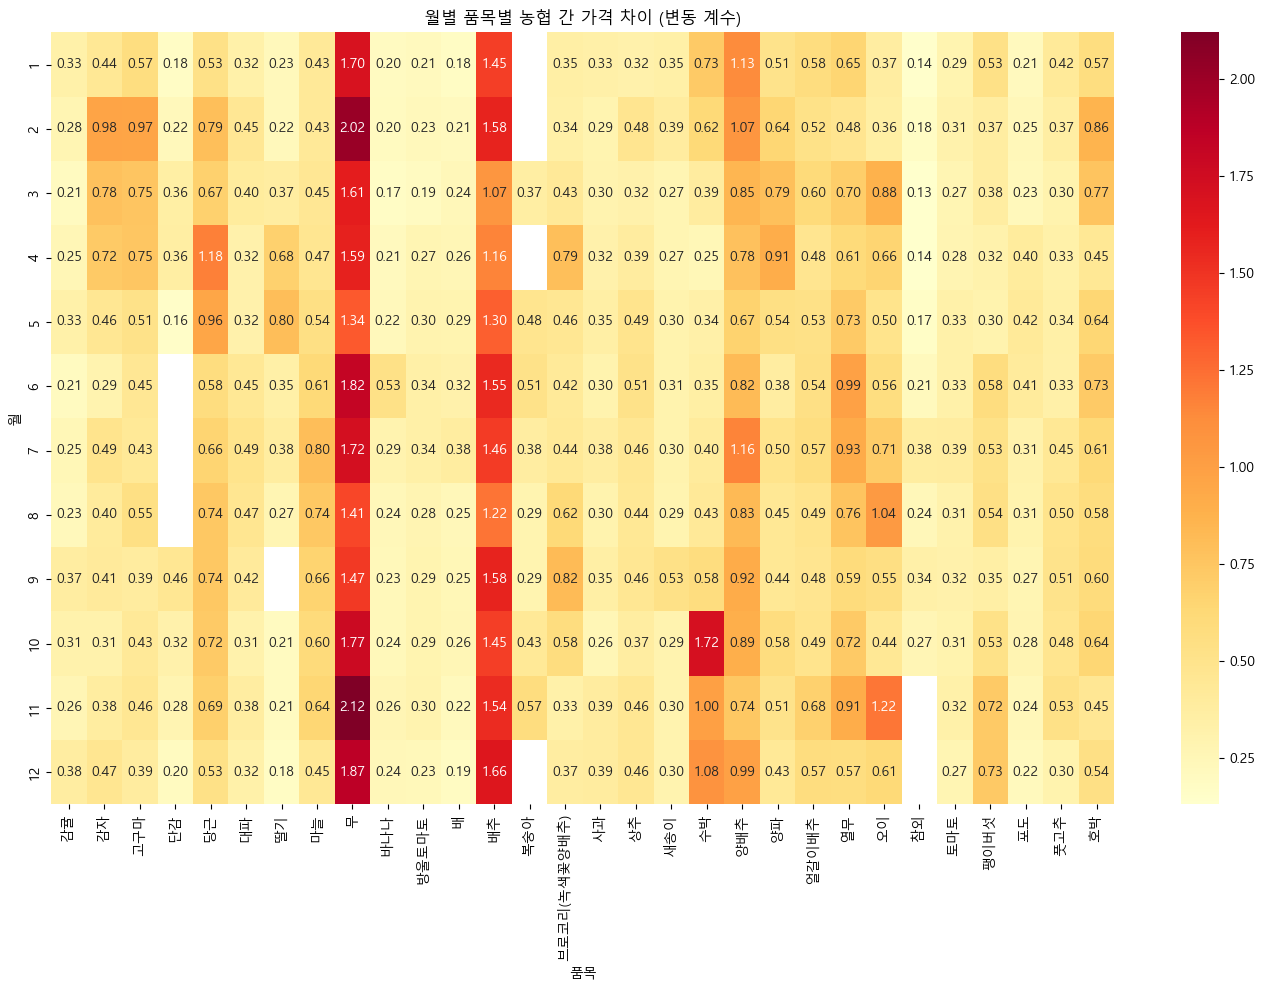 월별 품목별 농협 간 가격 차이 (변동 계수)
1 0.33 0.44 0.57 0.18 0.53 0.32 0.23 0.43 1.70 0.20 0.21 0.18 1.45 0.35 0.33 0.32 0.35 0.73 1.13 0.51 0.58 0.65 0.37 0.14 0.29 0.53 0.21 0.42 0.57
2 0.28 0.98 0.97 0.22 0.79 0.45 0.22 0.43 2.02 0.20 0.23 0.21 1.58 0.34 0.29 0.48 0.39 0.62 1.07 0.64 0.52 0.48 0.36 0.18 0.31 0.37 0.25 0.37 0.86
3 0.21 0.78 0.75 0.36 0.67 0.40 0.37 0.45 1.61 0.17 0.19 0.24 1.07 0.37 0.43 0.30 0.32 0.27 0.39 0.85 0.79 0.60 0.70 0.88 0.13 0.27 0.38 0.23 0.30 0.77
4 0.25 0.72 0.75 0.36 1.18 0.32 0.68 0.47 1.59 0.21 0.27 0.26 1.16 0.79 0.32 0.39 0.27 0.25 0.78 0.91 0.48 0.61 0.66 0.14 0.28 0.32 0.40 0.33 0.45
5 0.33 0.46 0.51 0.16 0.96 0.32 0.80 0.54 1.34 0.22 0.30 0.29 1.30 0.48 0.46 0.35 0.49 0.30 0.34 0.67 0.54 0.53 0.73 0.50 0.17 0.33 0.30 0.42 0.34 0.64
6 0.21 0.29 0.45 0.58 0.45 0.35 0.61 1.82 0.53 0.34 0.32 1.55 0.51 0.42 0.30 0.51 0.31 0.35 0.82 0.38 0.54 0.99 0.56 0.21 0.33 0.58 0.41 0.33 0.73
7 0.25 0.49 0.43 0.66 0.49 0.38 0.80 1.72 0.29 0.34 0.38 1.46 0.38 0.44 0.38 0.46 0.30 0.40 1.16 0.50 0.57 0.93 0.71 0.38 0.39 0.53 0.31 0.45 0.61
8 0.23 0.40 0.55 0.74 0.47 0.27 0.74 1.41 0.24 0.28 0.25 1.22 0.29 0.62 0.30 0.44 0.29 0.43 0.83 0.45 0.49 0.76 1.04 0.24 0.31 0.54 0.31 0.50 0.58
9 0.37 0.41 0.39 0.46 0.74 0.42 0.66 1.47 0.23 0.29 0.25 1.58 0.29 0.82 0.35 0.46 0.53 0.58 0.92 0.44 0.48 0.59 0.55 0.34 0.32 0.35 0.27 0.51 0.60
10 0.31 0.31 0.43 0.32 0.72 0.31 0.21 0.60 1.77 0.24 0.29 0.26 1.45 0.43 0.58 0.26 0.37 0.29 1.72 0.89 0.58 0.49 0.72 0.44 0.27 0.31 0.53 0.28 0.48 0.64
11 0.26 0.38 0.46 0.28 0.69 0.38 0.21 0.64 2.12 0.26 0.30 0.22 1.54 0.57 0.33 0.39 0.46 0.30 1.00 0.74 0.51 0.68 0.91 1.22 0.32 0.72 0.24 0.53 0.45
12 0.38 0.47 0.39 0.20 0.53 0.32 0.18 0.45 1.87 0.24 0.23 0.19 1.66 0.37 0.39 0.46 0.30 1.08 0.99 0.43 0.57 0.57 0.61 0.27 0.73 0.22 0.30 0.54
월
감귤 감자 고구마 단감 당근 대파 딸기 마늘 무 바나나 방울토마토 배 배추 복숭아 브로코리(녹색꽃양배추) 사과 상추 새송이 수박 양배추 양파 얼갈이배추 열무 오이 참외 토마토 팽이버섯 포도 풋고추 호박
품목
2.00
1.75
1.50
1.25
1.00
0.75
0.50
0.25